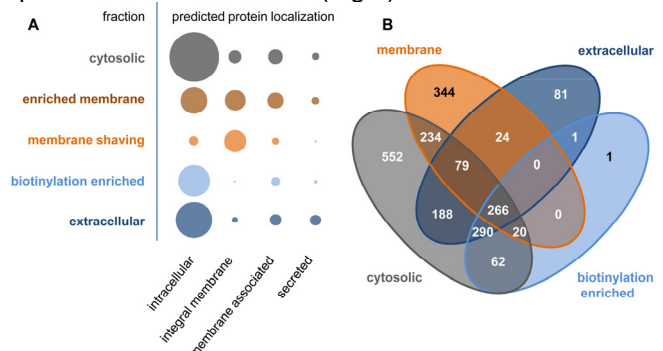 fraction
predicted protein localization
A
cytosolic
enriched membrane
membrane shaving
biotinylation enriched
extracellular
intracellular
integral membrane
membrane associated
secreted
B
membrane
extracellular
344
81
234
24
1
552
79
0
1
188
266
0
290
20
62
cytosolic
biotinylation
enriched